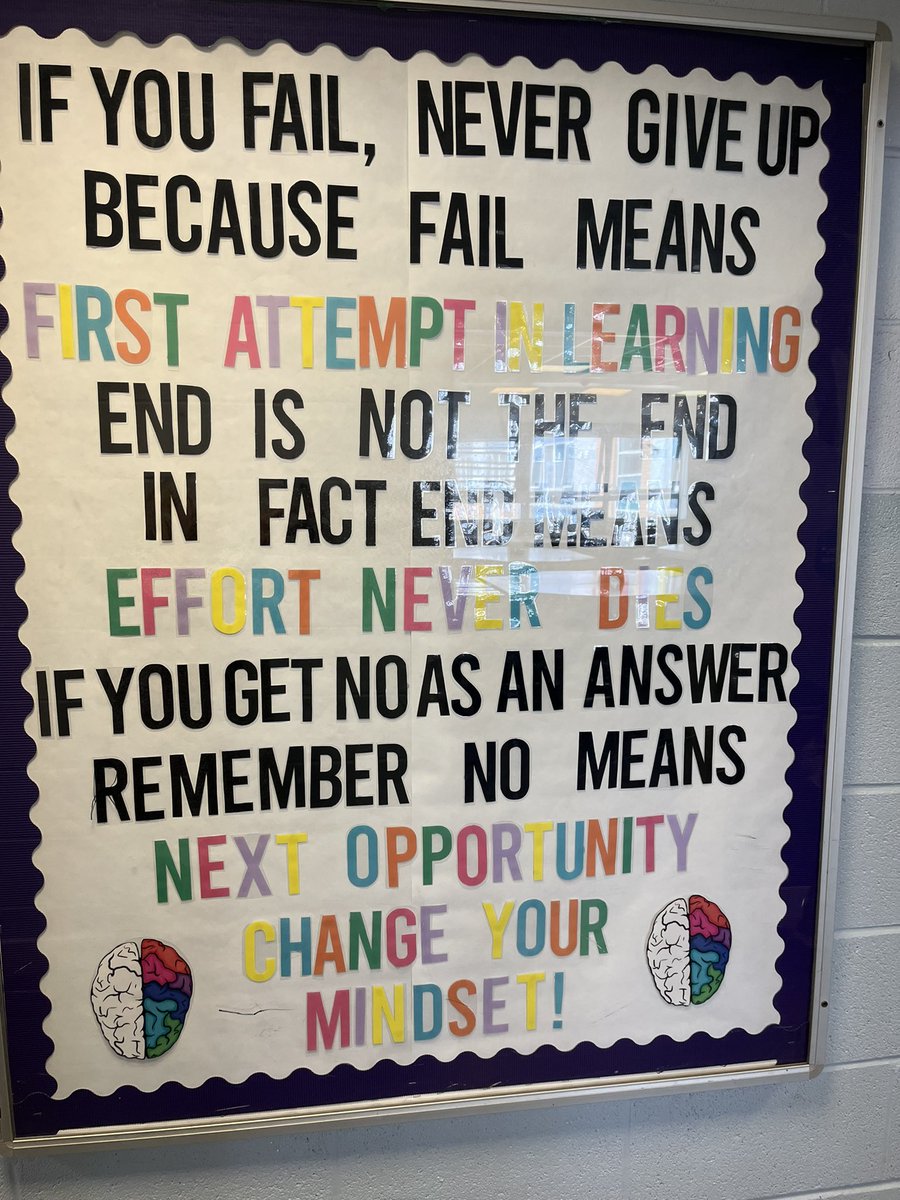 IF YOU FAIL, NEVER GIVE UP
BECAUSE FAIL MEANS
FIRST ATTEMPT IN LEARNING
END IS NOT THE END
IN FACT END MEANS
EFFORT NEVER DIES
IF YOU GET NO AS AN ANSWER
REMEMBER NO MEANS
NEXT OPPORTUNITY
CHANGE YOUR
MINDSET!